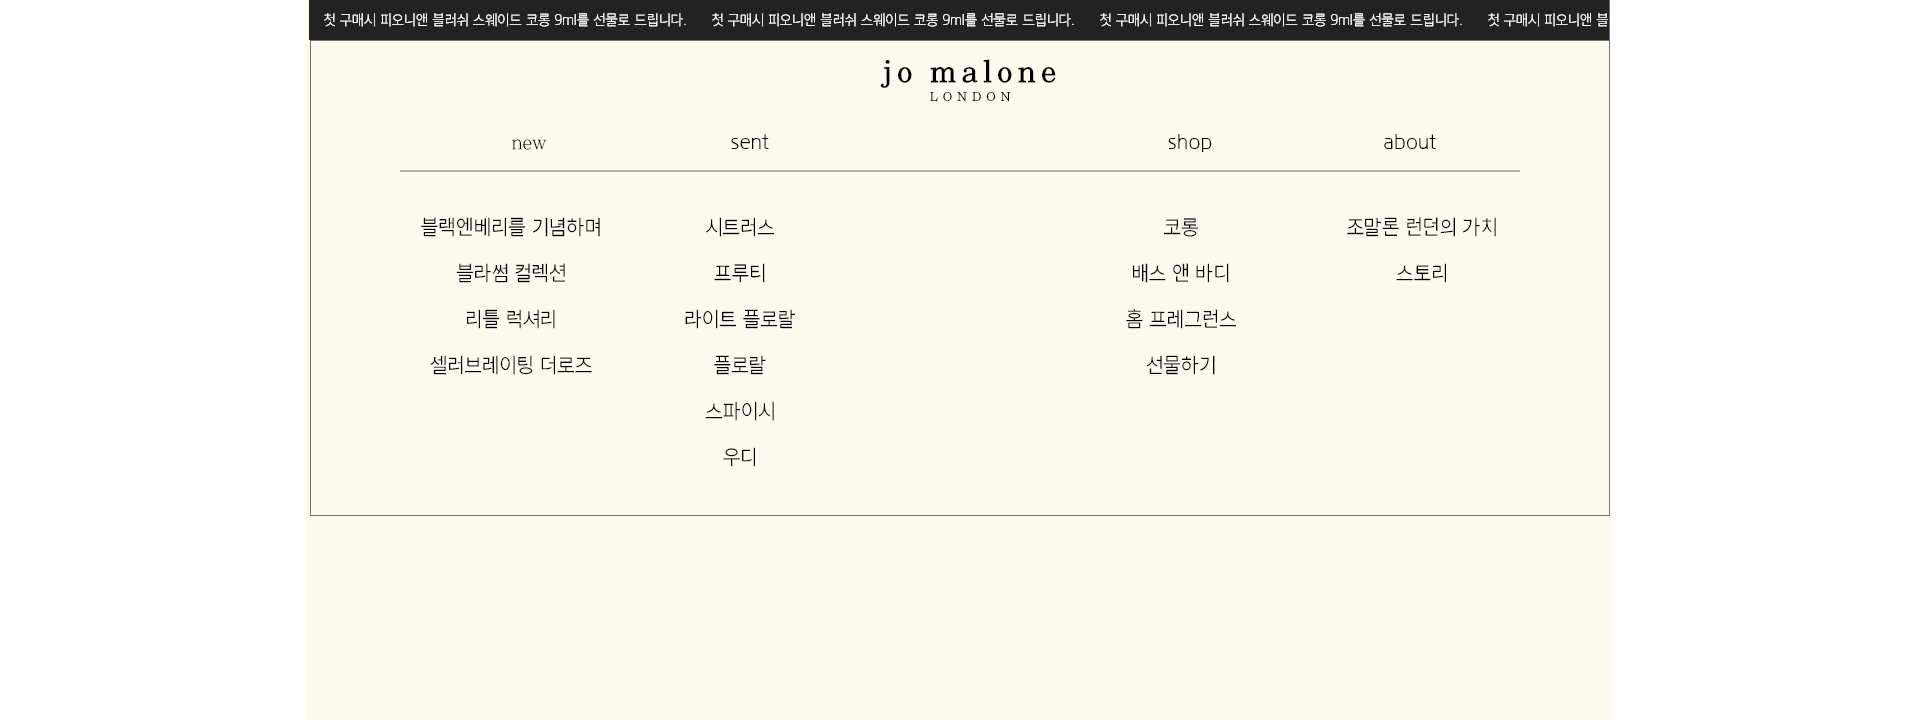 첫 구매시 피오니앤 블러쉬 스웨이드 코롱 9ml를 선물로 드립니다. 첫 구매시 피오니앤 블러쉬 스웨이드 코롱 9ml를 선물로 드립니다. 첫 구매시 피오니앤 블러쉬 스웨이드 코롱 9ml를 선물로 드립니다. 첫 구매시 피오니앤 블
jo malone
LONDON
new sent shop about
블랙엔베리를 기념하며 시트러스 코롱 조말론 런던의 가치
블라썸 컬렉션 프루티 배스 앤 바디 스토리
리틀 럭셔리 라이트 플로랄 홈 프레그런스
셀러브레이팅 더로즈 플로랄 선물하기
스파이시
우디